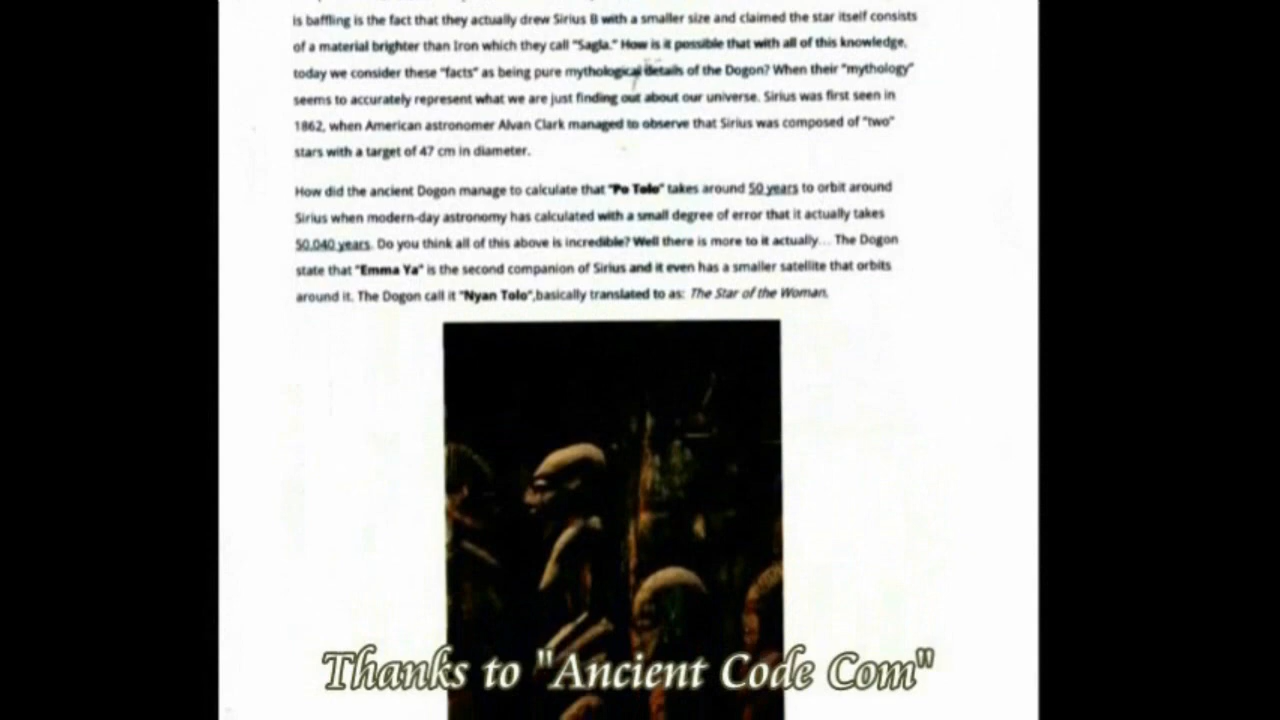 is baffling is the fact that they actually drew Sirius B with a smaller size and claimed the star itself consists
of a material brighter than Iron which they call "Sagla." How is it possible that with all of this knowledge,
today we consider these "facts" as being pure mythological details of the Dogon? When their "mythology"
seems to accurately represent what we are just finding out about our universe. Sirius was first seen in
1862, when American astronomer Alvan Clark managed to observe that Sirius was composed of "two"
stars with a target of 47 cm in diameter.
How did the ancient Dogon manage to calculate that "Po Tolo" takes around 50 years to orbit around
Sirius when modern-day astronomy has calculated with a small degree of error that it actually takes
50.040 years. Do you think all of this above is incredible? Well there is more to it actually... The Dogon
state that "Emma Ya" is the second companion of Sirius and it even has a smaller satellite that orbits
around it. The Dogon call it "Nyan Tolo",basically translated to as: The Star of the Woman.
Thanks to "Ancient Code Com"